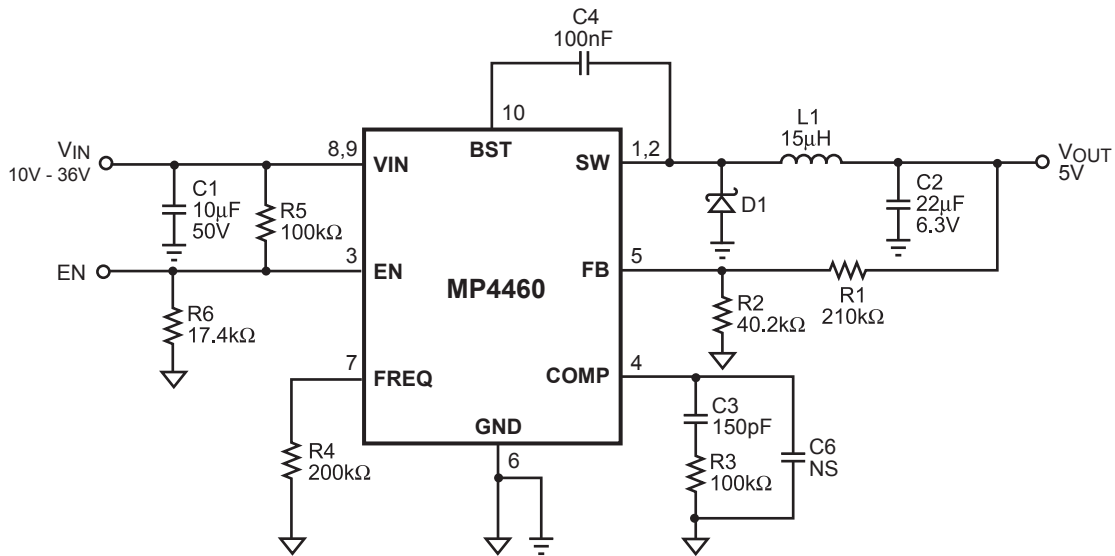 C4
100nF
10
L1
15µH
VIN
10V - 36V
8,9
VIN
BST
SW
1,2
VOUT
5V
C1
10µF
50V
R5
100kΩ
D1
C2
22µF
6.3V
EN
3
EN
MP4460
FB
5
R6
17.4kΩ
R2
40.2kΩ
R1
210kΩ
7
FREQ
COMP
4
GND
6
R4
200kΩ
C3
150pF
R3
100kΩ
C6
NS